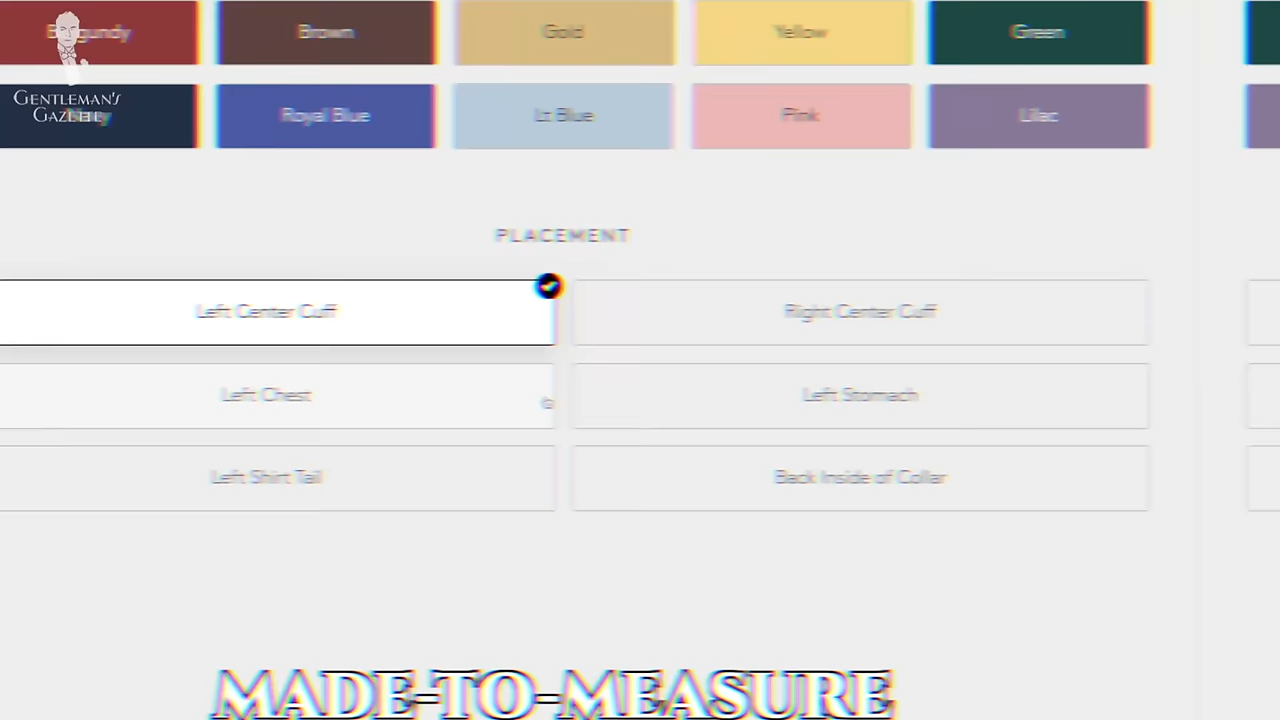 Burgundy Brown Gold Yellow Green
GENTLEMAN'S
GAZETTE
Navy Royal Blue Lt Blue Pink Lilac
PLACEMENT
Left Center Cuff Right Center Cuff
Left Chest Left Stomach
Left Shirt Tail Back Inside of Collar
MADE-TO-MEASURE